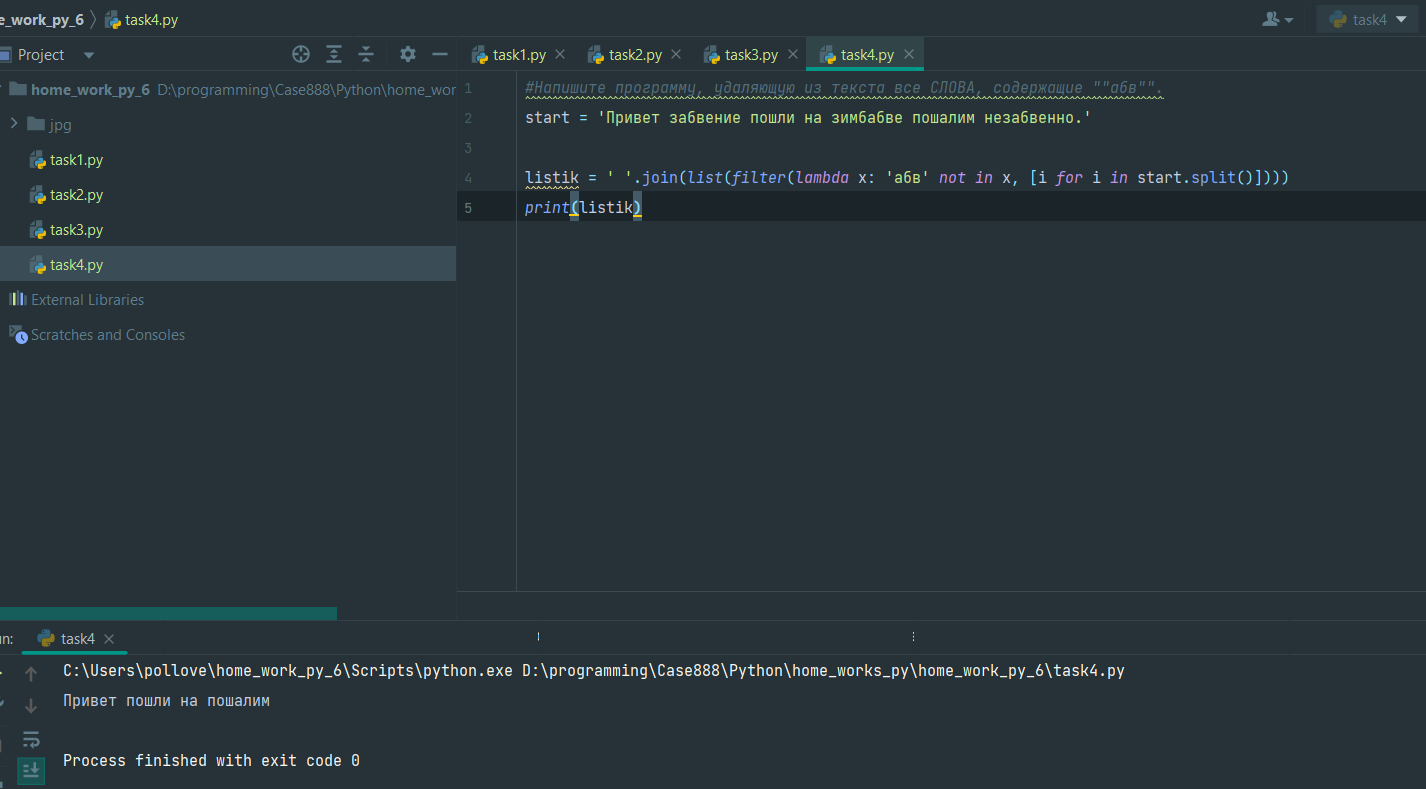 e_work_py_6 task4.py
task4
Project
task1.py task2.py task3.py task4.py
home_work_py_6 D:\programming\Case888\Python\home_wor
jpg
task1.py
task2.py
task3.py
task4.py
External Libraries
Scratches and Consoles
1 #Напишите программу, удаляющую из текста все СЛОВА, содержащие ""абв"".
2 start = 'Привет забвение пошли на зимбабве пошалим незабвенно.'
3
4 listik = ' '.join(list(filter(lambda x: 'абв' not in x, [i for i in start.split()])))
5 print(listik)
un: task4
C:\Users\pollove\home_work_py_6\Scripts\python.exe D:\programming\Case888\Python\home_works_py\home_work_py_6\task4.py
Привет пошли на пошалим
Process finished with exit code 0